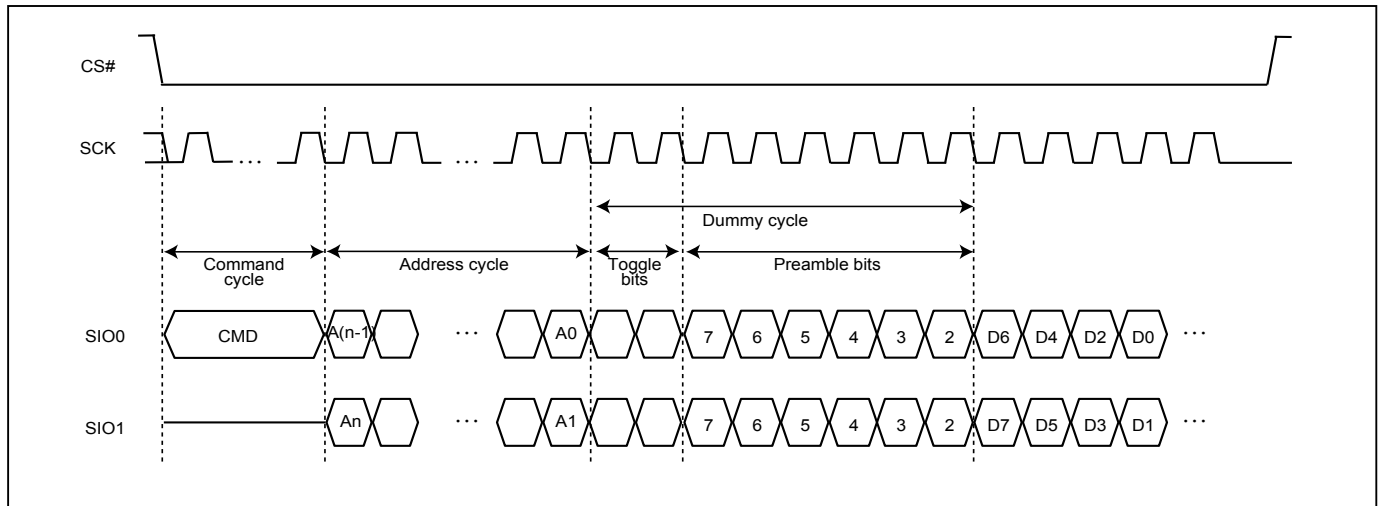 CS#
SCK
...
...
Dummy cycle
Command cycle
Address cycle
Toggle bits
Preamble bits
SIO0
CMD
A(n-1)
...
A0
7
6
5
4
3
2
D6
D4
D2
D0
...
SIO1
An
...
A1
7
6
5
4
3
2
D7
D5
D3
D1
...